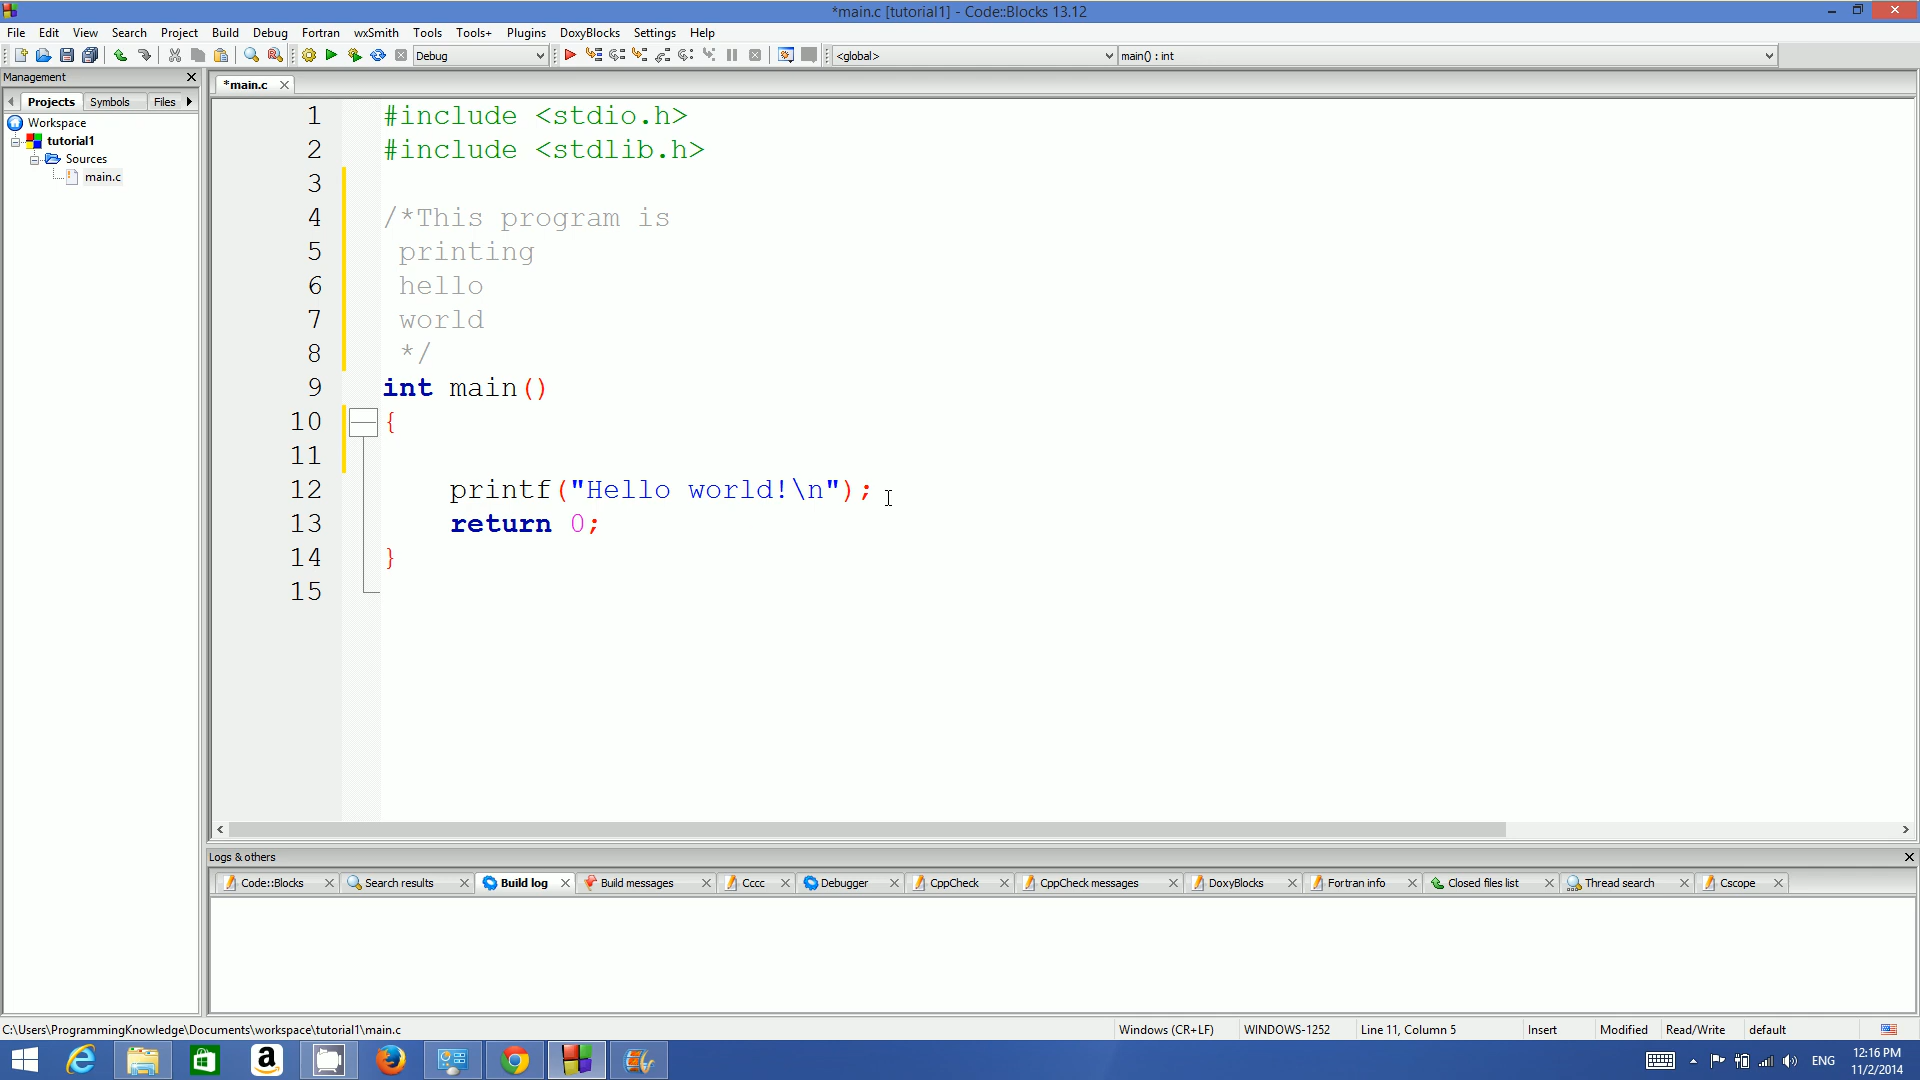 *main.c [tutorial1] - Code::Blocks 13.12
File Edit View Search Project Build Debug Fortran wxSmith Tools Tools+ Plugins DoxyBlocks Settings Help
Debug <global> main() : int
Management
*main.c
Projects Symbols Files
Workspace
tutorial1
Sources
main.c
1 #include <stdio.h>
2 #include <stdlib.h>
3
4 /*This program is
5 printing
6 hello
7 world
8 */
9 int main()
10 {
11
12 printf("Hello world!\n");
13 return 0;
14 }
15
Logs & others
Code::Blocks Search results Build log Build messages Cccc Debugger CppCheck CppCheck messages DoxyBlocks Fortran info Closed files list Thread search Cscope
C:\Users\ProgrammingKnowledge\Documents\workspace\tutorial1\main.c Windows (CR+LF) WINDOWS-1252 Line 11, Column 5 Insert Modified Read/Write default
ENG
12:16 PM
11/2/2014